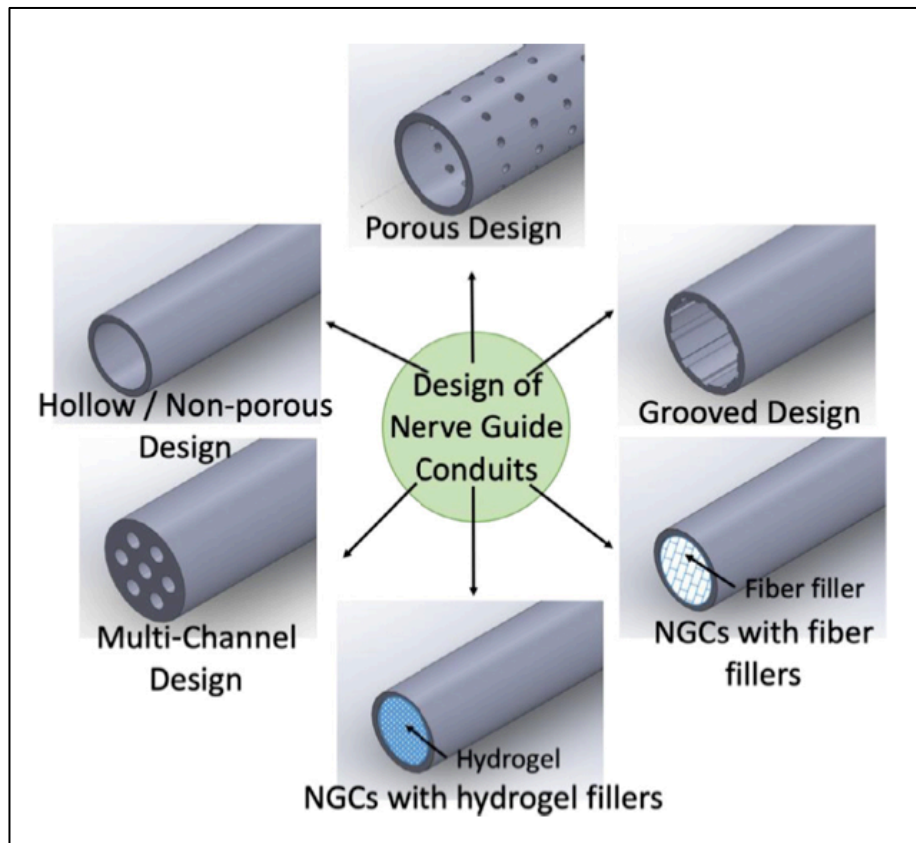 Porous Design
Hollow / Non-porous
Design
Grooved Design
Design of
Nerve Guide
Conduits
Multi-Channel
Design
Fiber filler
NGCs with fiber
fillers
Hydrogel
NGCs with hydrogel fillers